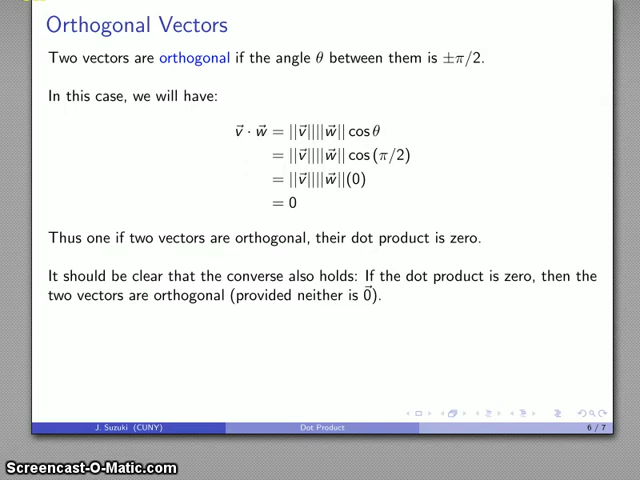 Orthogonal Vectors
Two vectors are orthogonal if the angle θ between them is ±π/2.
In this case, we will have:
v⃗ · w⃗ = ||v⃗||||w⃗|| cos θ
= ||v⃗||||w⃗|| cos (π/2)
= ||v⃗||||w⃗||(0)
= 0
Thus one if two vectors are orthogonal, their dot product is zero.
It should be clear that the converse also holds: If the dot product is zero, then the
two vectors are orthogonal (provided neither is 0⃗).
J. Suzuki (CUNY)
Dot Product
6 / 7
Screencast-O-Matic.com